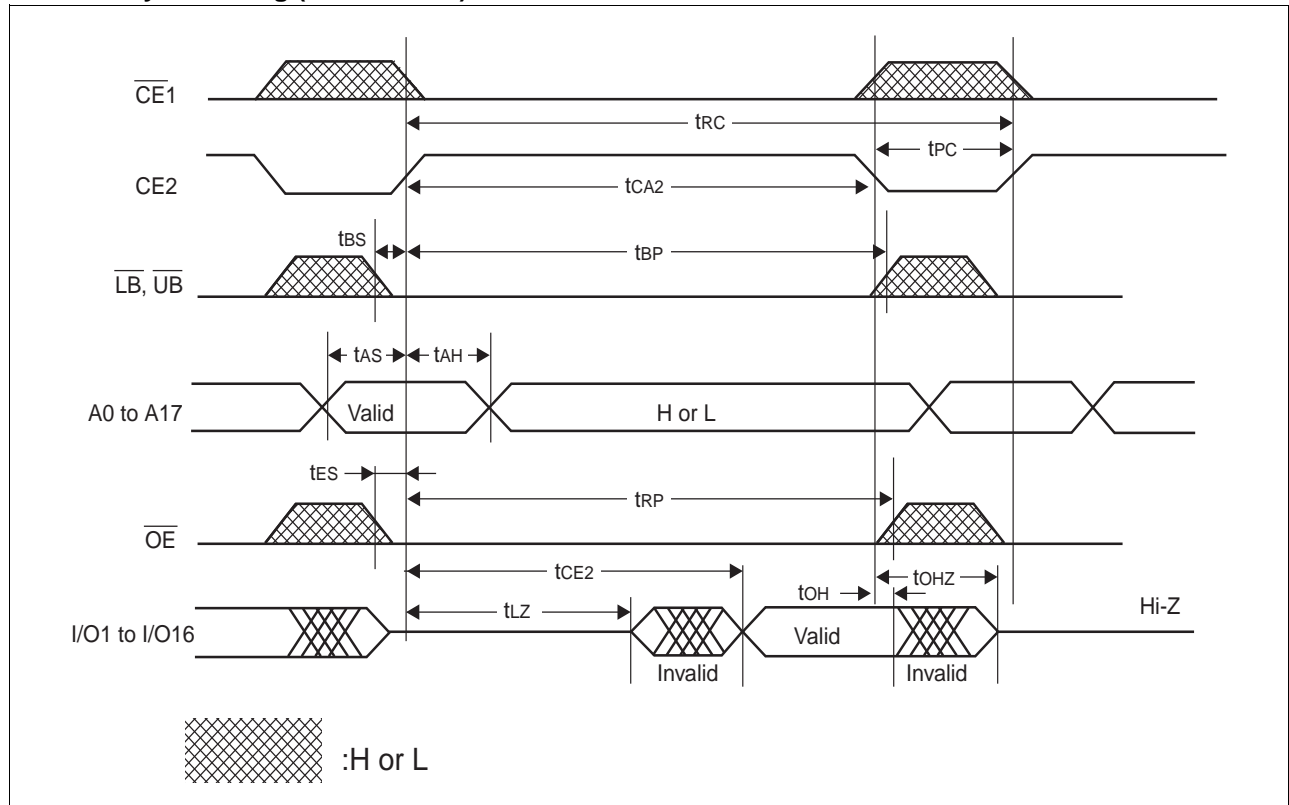 CE1
tRC
tPC
CE2
tCA2
tBS
tBP
LB, UB
tAS
tAH
A0 to A17
Valid
H or L
tES
tRP
OE
tCE2
tOH
tOHZ
tLZ
Hi-Z
I/O1 to I/O16
Valid
Invalid
Invalid
:H or L